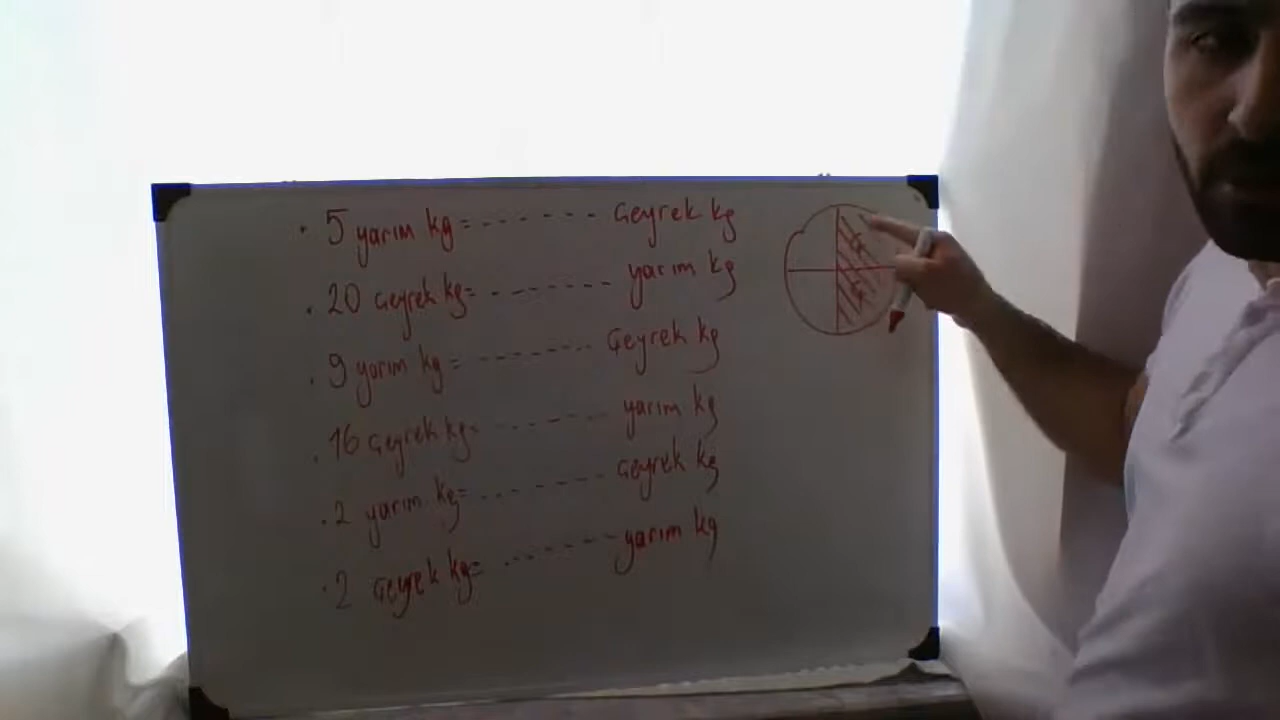 . 5 yarım kg = ------- Çeyrek kg
. 20 Çeyrek kg= -------- yarım kg
. 9 yarım kg = -------- Çeyrek kg
. 16 Çeyrek kg= ------- yarım kg
. 2 yarım kg= ------- Çeyrek kg
. 2 Çeyrek kg= ------- yarım kg